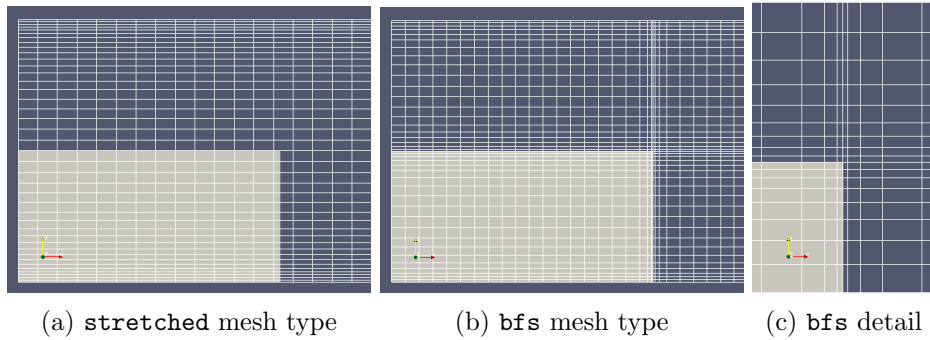 (a) stretched mesh type
(b) bfs mesh type
(c) bfs detail